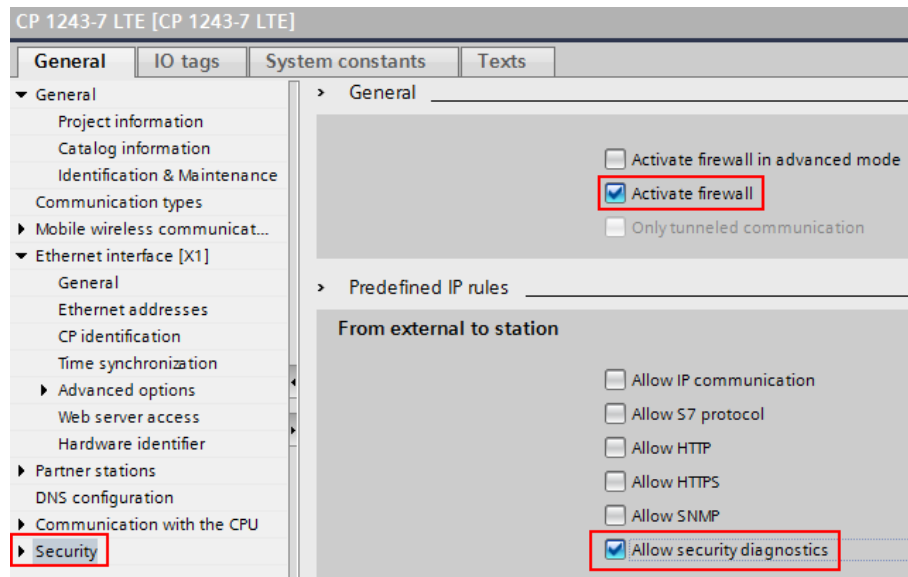 CP 1243-7 LTE [CP 1243-7 LTE]
General
IO tags
System constants
Texts
General
Project information
Catalog information
Identification & Maintenance
Communication types
Mobile wireless communicat...
Ethernet interface [X1]
General
Ethernet addresses
CP identification
Time synchronization
Advanced options
Web server access
Hardware identifier
Partner stations
DNS configuration
Communication with the CPU
Security
General
Activate firewall in advanced mode
Activate firewall
Only tunneled communication
Predefined IP rules
From external to station
Allow IP communication
Allow S7 protocol
Allow HTTP
Allow HTTPS
Allow SNMP
Allow security diagnostics